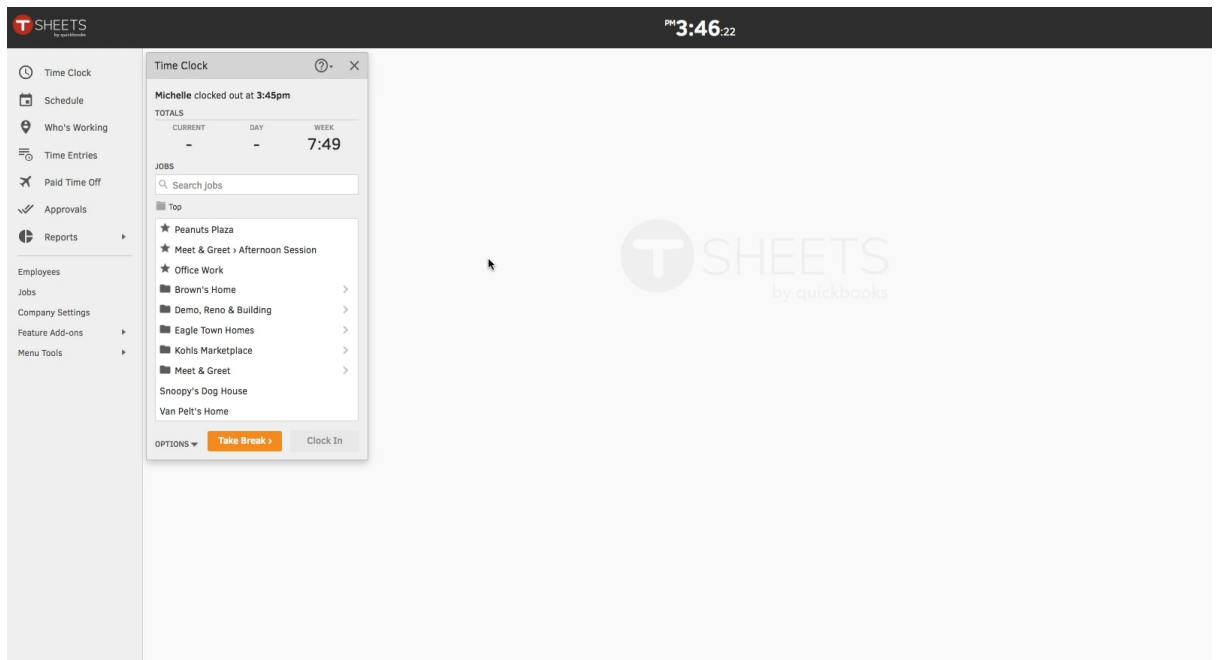 T SHEETS
by quickbooks
PM 3:46:22
Time Clock
Schedule
Who's Working
Time Entries
Paid Time Off
Approvals
Reports
Employees
Jobs
Company Settings
Feature Add-ons
Menu Tools
Time Clock
?
Michelle clocked out at 3:45pm
TOTALS
CURRENT DAY WEEK
- - 7:49
JOBS
Search jobs
Top
Peanuts Plaza
Meet & Greet › Afternoon Session
Office Work
Brown's Home
Demo, Reno & Building
Eagle Town Homes
Kohls Marketplace
Meet & Greet
Snoopy's Dog House
Van Pelt's Home
OPTIONS Take Break › Clock In
T SHEETS
by quickbooks